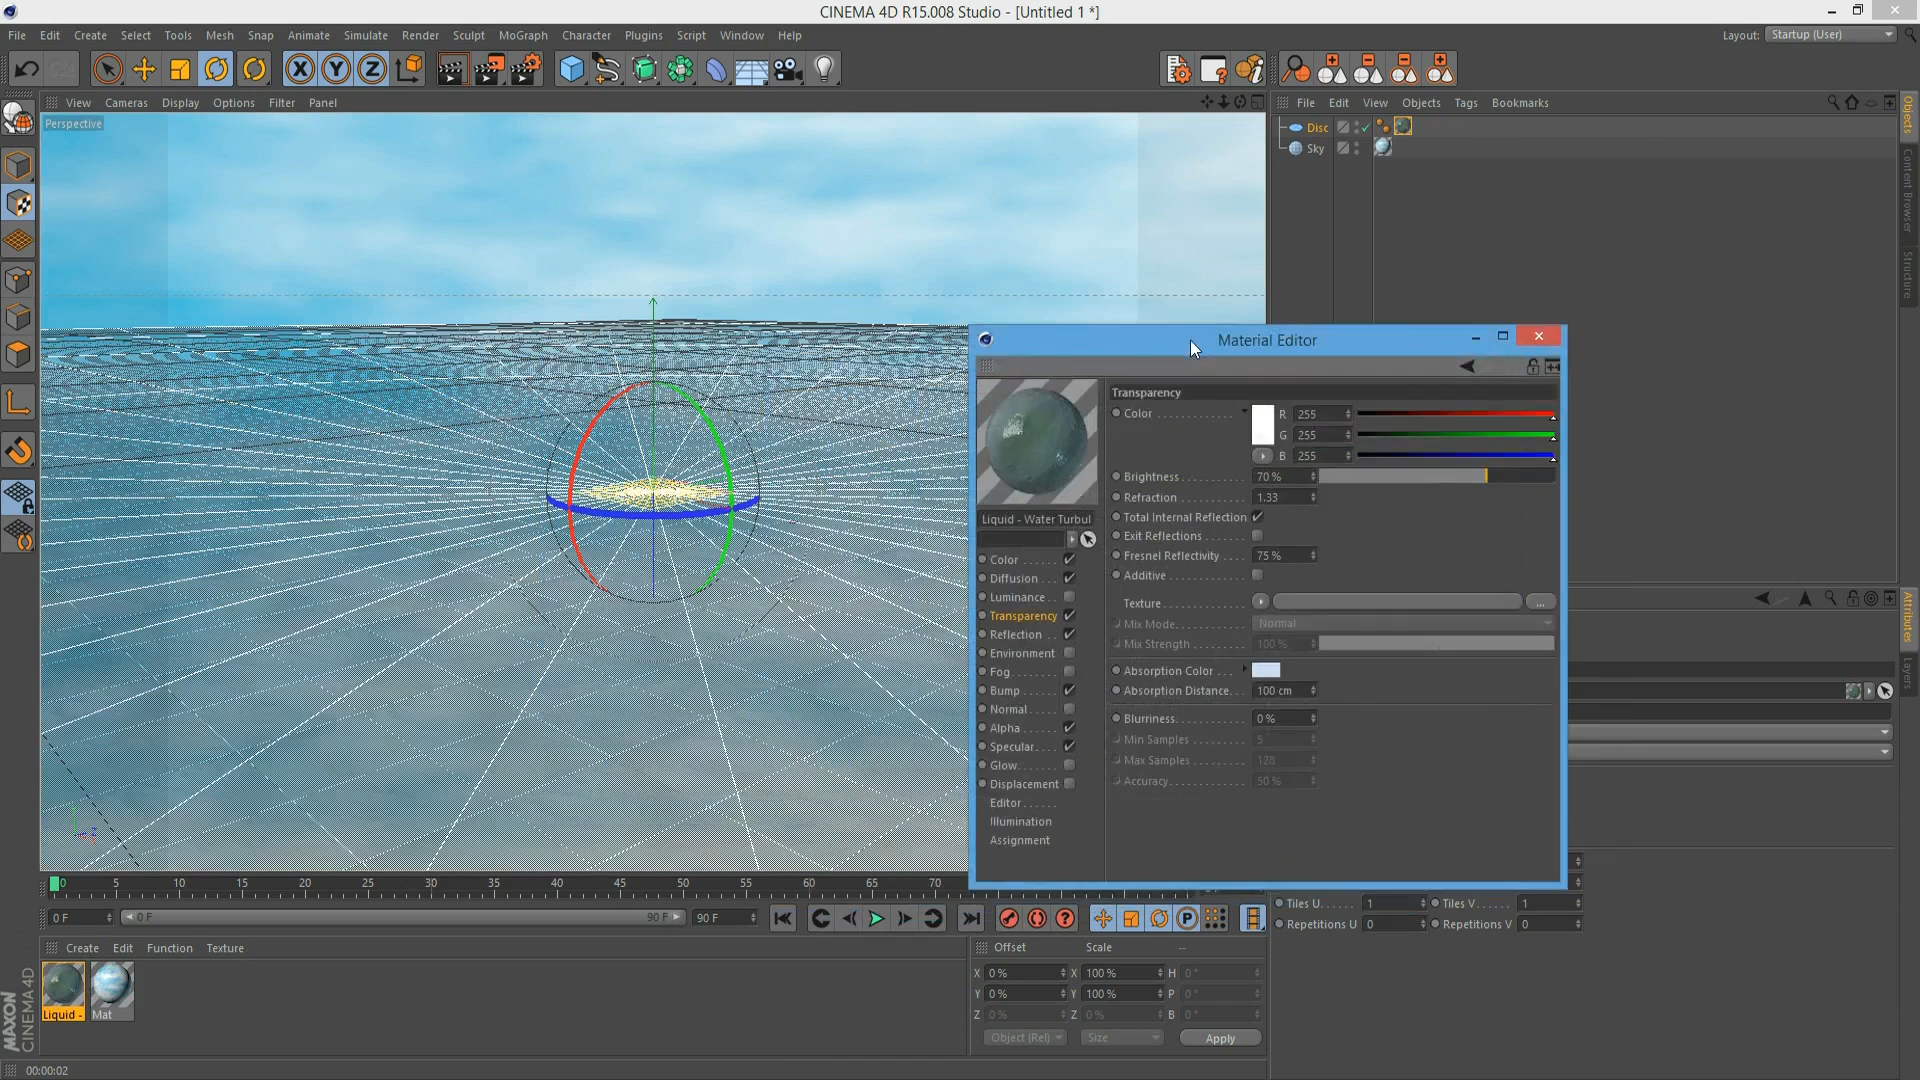 CINEMA 4D R15.008 Studio - [Untitled 1 *]
File Edit Create Select Tools Mesh Snap Animate Simulate Render Sculpt MoGraph Character Plugins Script Window Help
Layout: Startup (User)
View Cameras Display Options Filter Panel
File Edit View Objects Tags Bookmarks
Perspective
Disc
Sky
Objects
Content Browser
Structure
Attributes
Layers
Material Editor
Transparency
Color
R 255
G 255
B 255
Brightness 70 %
Refraction 1.33
Total Internal Reflection
Exit Reflections
Fresnel Reflectivity 75 %
Additive
Texture ...
Mix Mode Normal
Mix Strength 100 %
Absorption Color
Absorption Distance 100 cm
Blurriness 0 %
Min Samples 5
Max Samples 128
Accuracy 50 %
Liquid - Water Turbul
Color
Diffusion
Luminance
Transparency
Reflection
Environment
Fog
Bump
Normal
Alpha
Specular
Glow
Displacement
Editor
Illumination
Assignment
0 5 10 15 20 25 30 35 40 45 50 55 60 65 70
0 F 0 F 90 F 90 F
Tiles U 1 Tiles V 1
Repetitions U 0 Repetitions V 0
Create Edit Function Texture
Liquid - Mat
Offset Scale --
X 0 % X 100 % H 0 °
Y 0 % Y 100 % P 0 °
Z 0 % Z 0 % B 0 °
Object (Rel) Size Apply
MAXON
CINEMA 4D
00:00:02